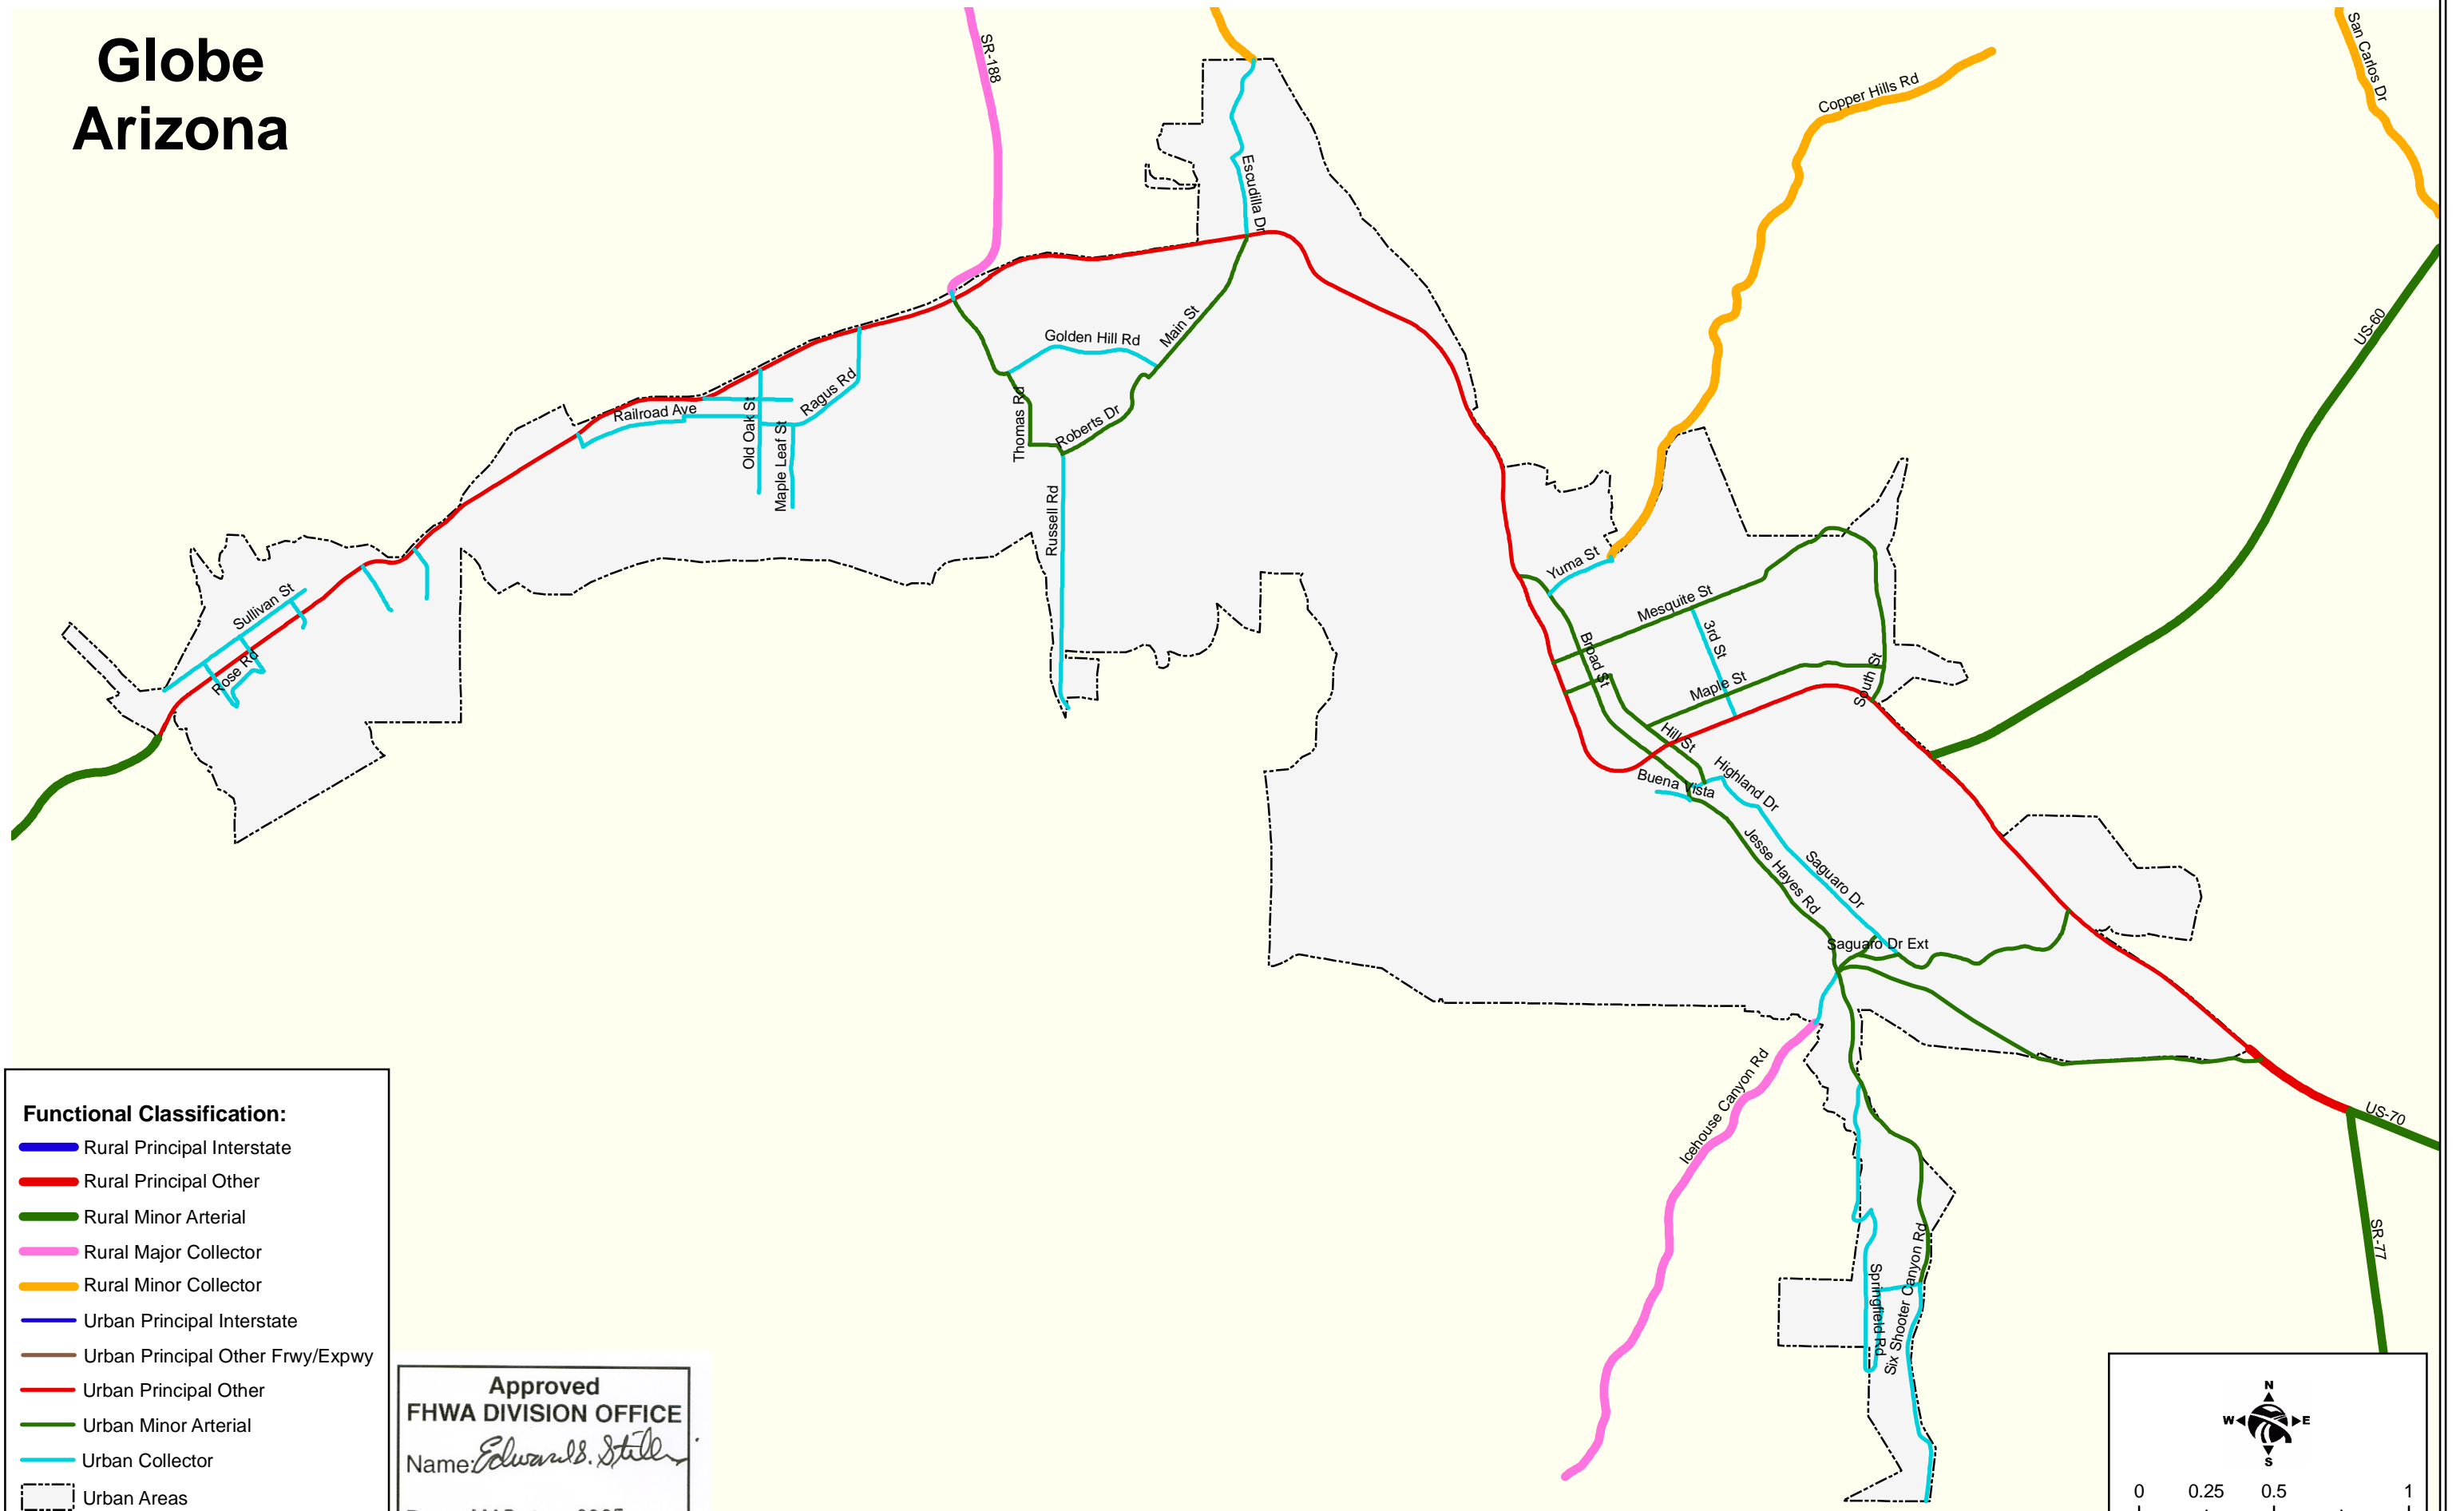 Globe
Arizona
SR-188
San Carlos Dr
Copper Hills Rd
Escudilla Dr
US-60
Golden Hill Rd
Main St
Ragus Rd
Railroad Ave
Old Oak St
Maple Leaf St
Thomas Rd
Roberts Dr
Russell Rd
Yuma St
Mesquite St
Broad St
3rd St
Sullivan St
Rose Rd
Maple St
South St
Hill St
Buena Vista
Highland Dr
Jesse Hayes Rd
Saguaro Dr
Saguaro Dr Ext
Icehouse Canyon Rd
US-70
SR-77
Springfield Rd
Six Shooter Canyon Rd
Functional Classification:
Rural Principal Interstate
Rural Principal Other
Rural Minor Arterial
Rural Major Collector
Rural Minor Collector
Urban Principal Interstate
Urban Principal Other Frwy/Expwy
Urban Principal Other
Urban Minor Arterial
Urban Collector
Urban Areas
Approved
FHWA DIVISION OFFICE
Name:
N
W E
S
0 0.25 0.5 1